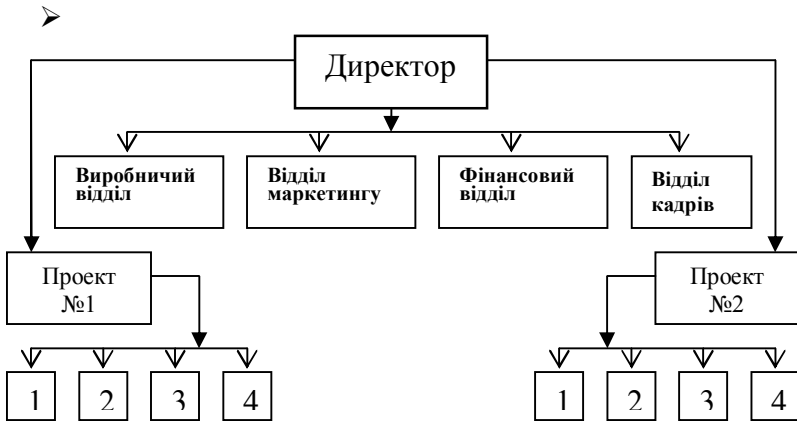 ➢
Директор
Виробничий
відділ
Відділ
маркетингу
Фінансовий
відділ
Відділ
кадрів
Проект
№1
Проект
№2
1 2 3 4
1 2 3 4